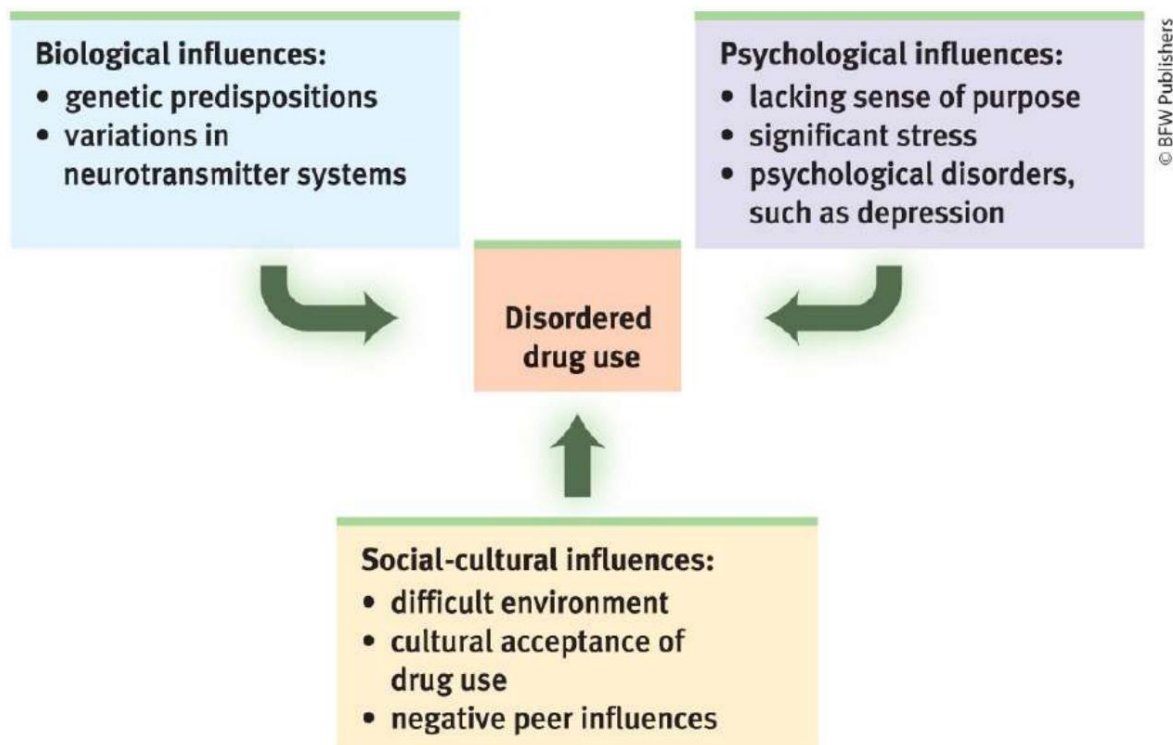 Biological influences:
• genetic predispositions
• variations in
neurotransmitter systems
Psychological influences:
• lacking sense of purpose
• significant stress
• psychological disorders,
such as depression
© BFW Publishers
Disordered
drug use
Social-cultural influences:
• difficult environment
• cultural acceptance of
drug use
• negative peer influences